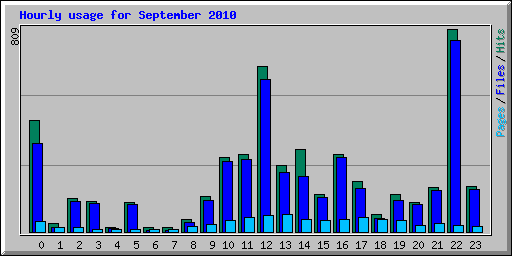 Hourly usage for September 2010
809
Pages / Files / Hits
0 1 2 3 4 5 6 7 8 9 10 11 12 13 14 15 16 17 18 19 20 21 22 23